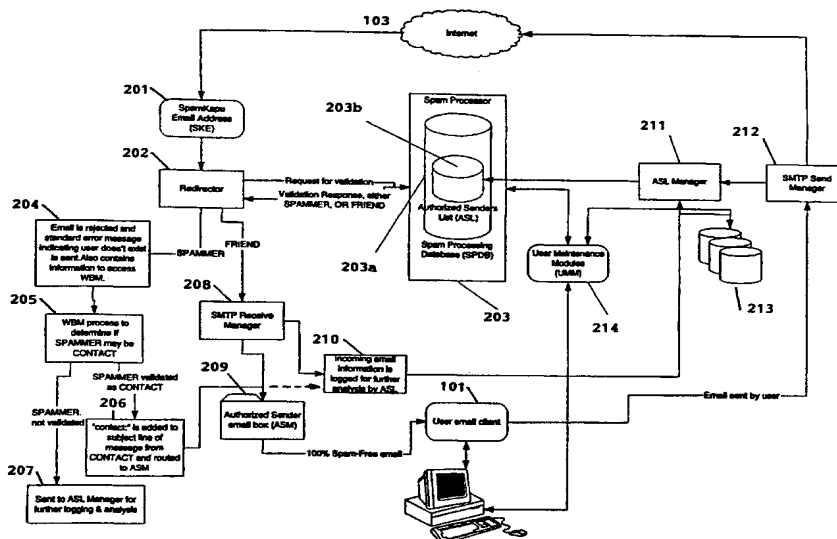 103
Internet
201
SpamKapu
Email Address
(SKE)
202
Redirector
Request for validation
Validation Response, either
SPAMMER, OR FRIEND
Spam Processor
203b
Authorized Senders
List (ASL)
Spam Processing
Database (SPDB)
203a
203
211
ASL Manager
212
SMTP Send
Manager
213
User Maintenance
Modules
(UMM)
214
204
Email is rejected and
standard error message
indicating user doesn't exist
is sent.Also contains
information to access
WBM.
SPAMMER
FRIEND
205
WBM process to
determine if
SPAMMER may be
CONTACT
208
SMTP Receive
Manager
210
Incoming email
information is
logged for further
analysis by ASL
SPAMMER validated
as CONTACT
206
"contact:" is added to
subject line of
message from
CONTACT and routed
to ASM
SPAMMER.
not validated
209
Authorized Sender
email box (ASM)
100% Spam-Free email
101
User email client
Email sent by user
207
Sent to ASL Manager for
further logging & analysis